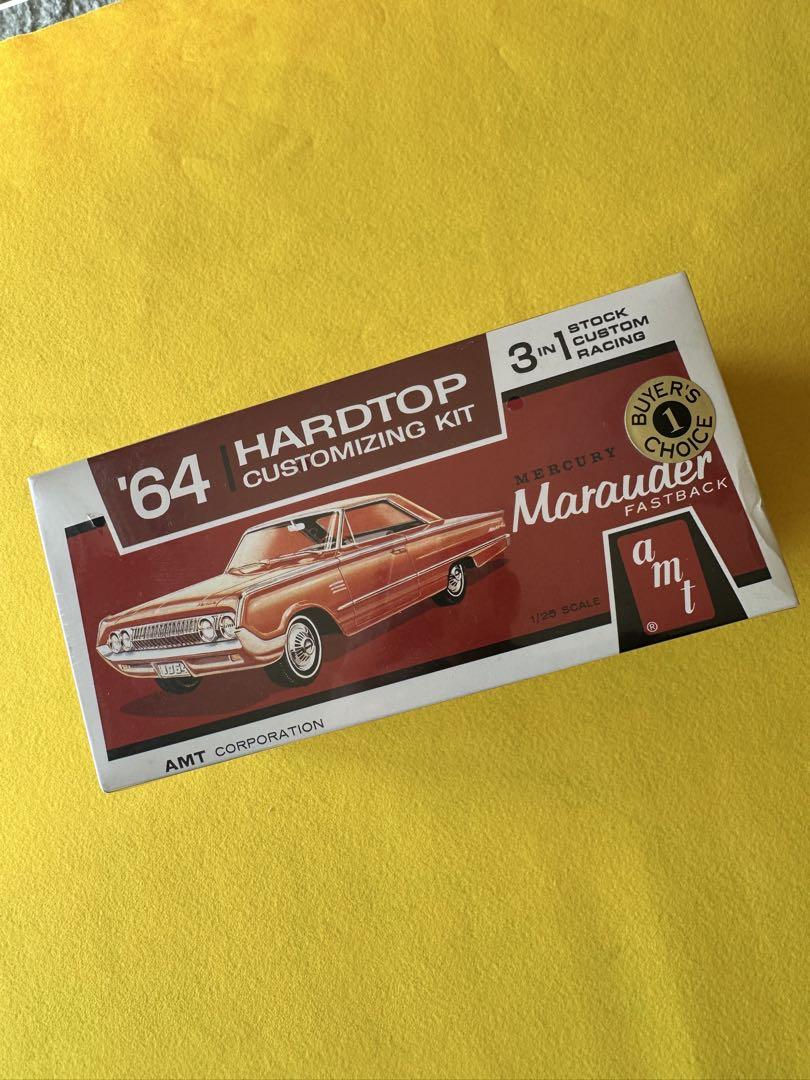 '64
HARDTOP
CUSTOMIZING KIT
3 IN 1
STOCK
CUSTOM
RACING
BUYER'S
1
CHOICE
MERCURY
Marauder
FASTBACK
1/25 SCALE
amt
®
AMT CORPORATION